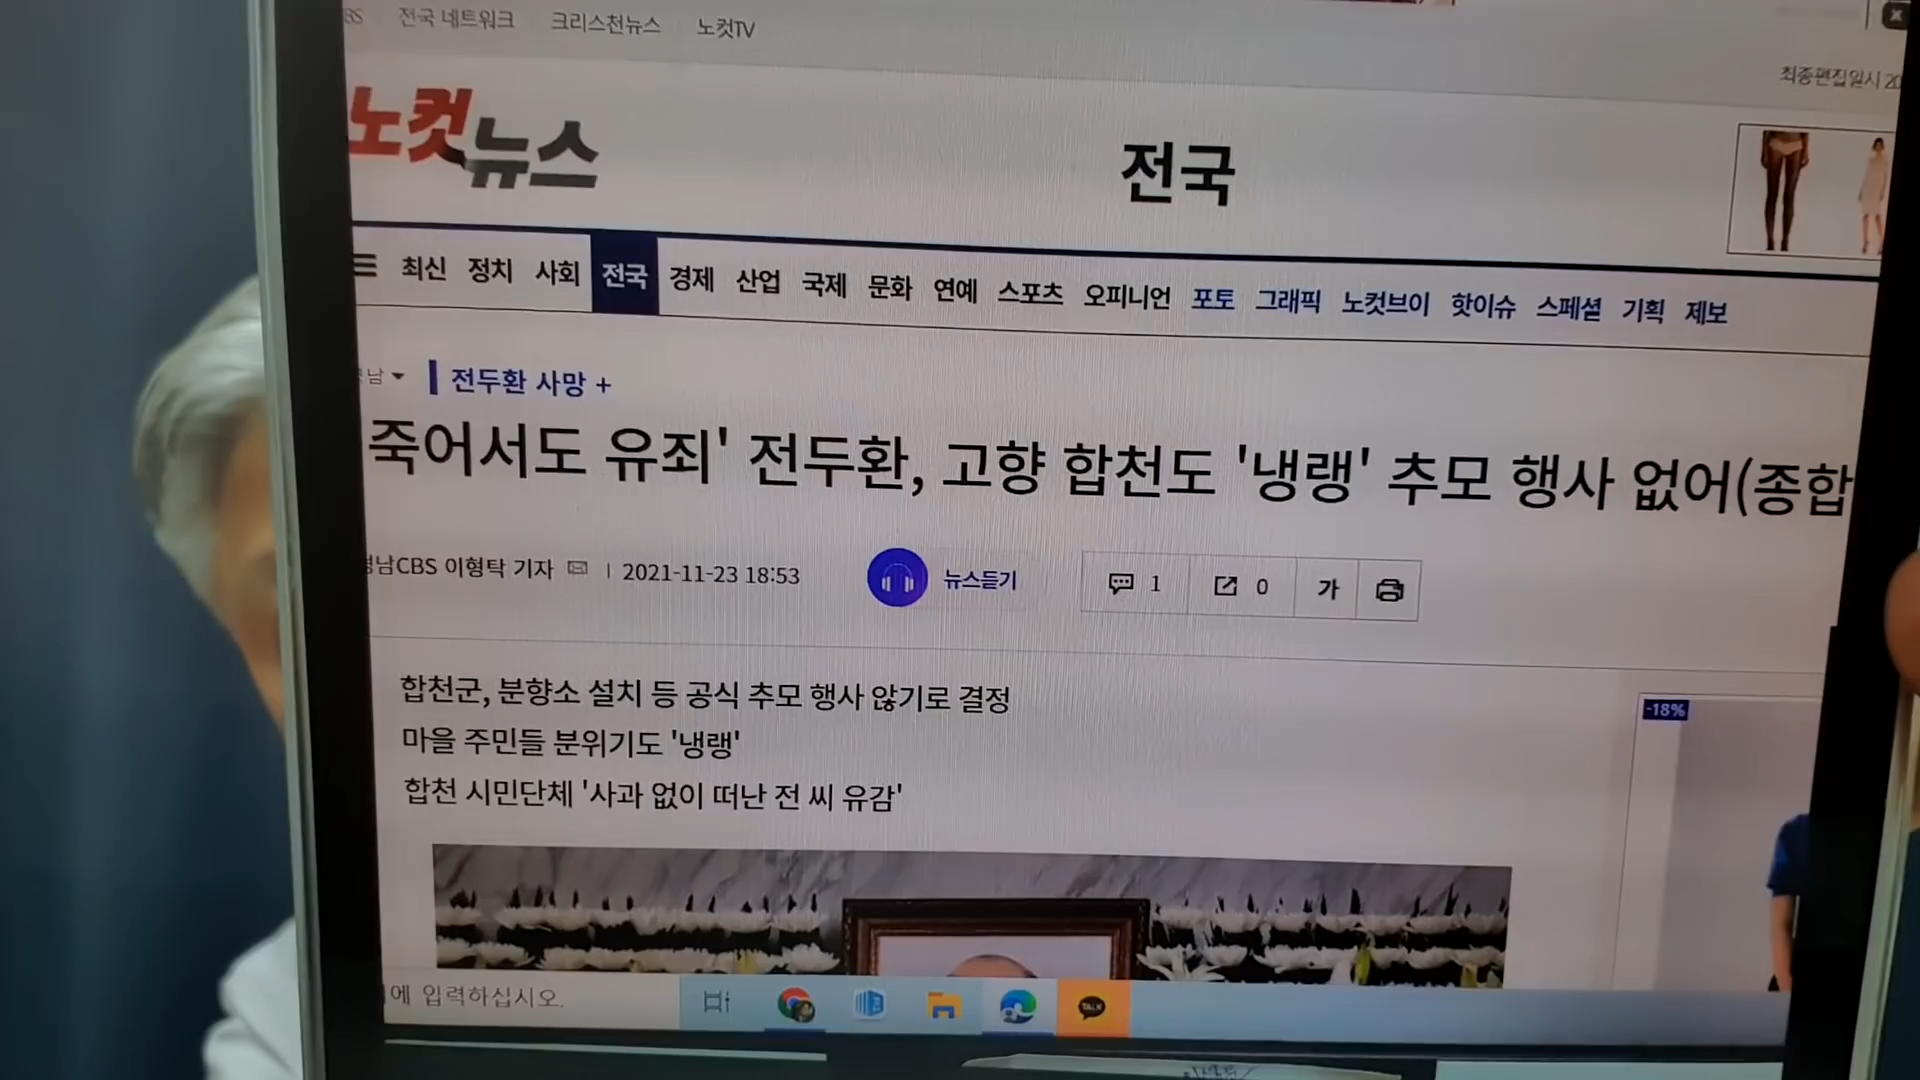 BS 전국 네트워크 크리스천뉴스 노컷TV
최종편집일시 20
노컷뉴스
전국
최신 정치 사회 전국 경제 산업 국제 문화 연예 스포츠 오피니언 포토 그래픽 노컷브이 핫이슈 스페셜 기획 제보
남 전두환 사망 +
죽어서도 유죄' 전두환, 고향 합천도 '냉랭' 추모 행사 없어(종합
경남CBS 이형탁 기자 2021-11-23 18:53 뉴스듣기 1 0 가
합천군, 분향소 설치 등 공식 추모 행사 않기로 결정
마을 주민들 분위기도 '냉랭'
합천 시민단체 '사과 없이 떠난 전 씨 유감'
-18%
에 입력하십시오.
TALK